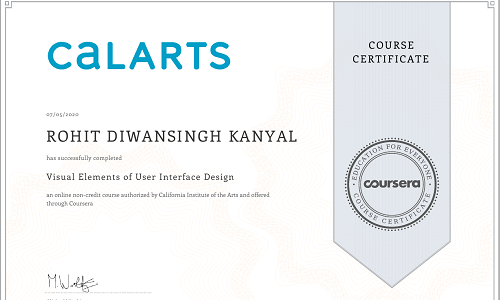 CALARTS
COURSE
CERTIFICATE
07/05/2020
ROHIT DIWANSINGH KANYAL
has successfully completed
Visual Elements of User Interface Design
an online non-credit course authorized by California Institute of the Arts and offered
through Coursera
EDUCATION FOR EVERYONE
coursera
COURSE CERTIFICATE